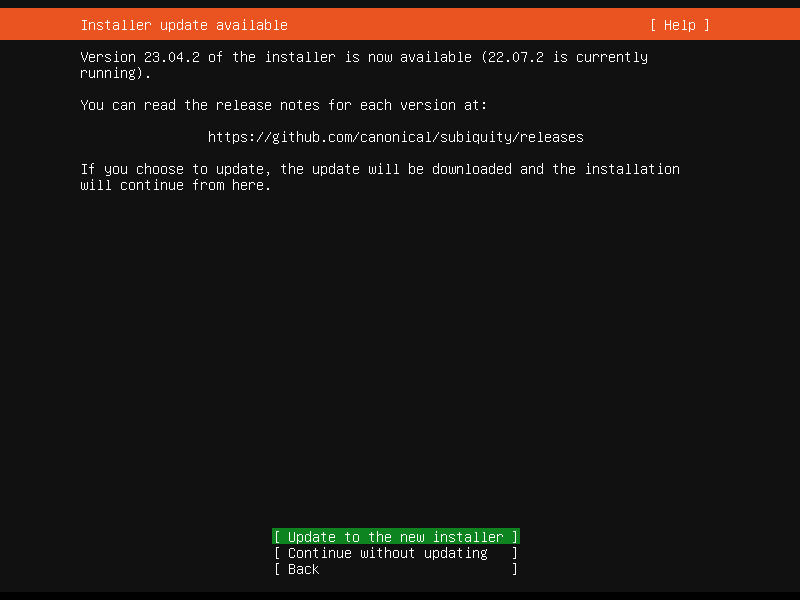 Installer update available [ Help ]
Version 23.04.2 of the installer is now available (22.07.2 is currently
running).
You can read the release notes for each version at:
https://github.com/canonical/subiquity/releases
If you choose to update, the update will be downloaded and the installation
will continue from here.
[ Update to the new installer ]
[ Continue without updating ]
[ Back ]